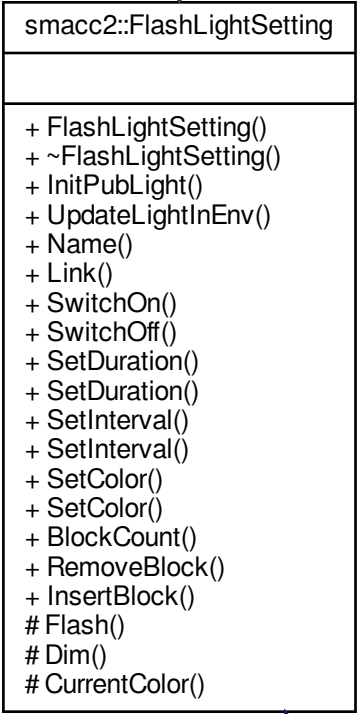 smacc2::FlashLightSetting
+ FlashLightSetting()
+ ~FlashLightSetting()
+ InitPubLight()
+ UpdateLightInEnv()
+ Name()
+ Link()
+ SwitchOn()
+ SwitchOff()
+ SetDuration()
+ SetDuration()
+ SetInterval()
+ SetInterval()
+ SetColor()
+ SetColor()
+ BlockCount()
+ RemoveBlock()
+ InsertBlock()
# Flash()
# Dim()
# CurrentColor()